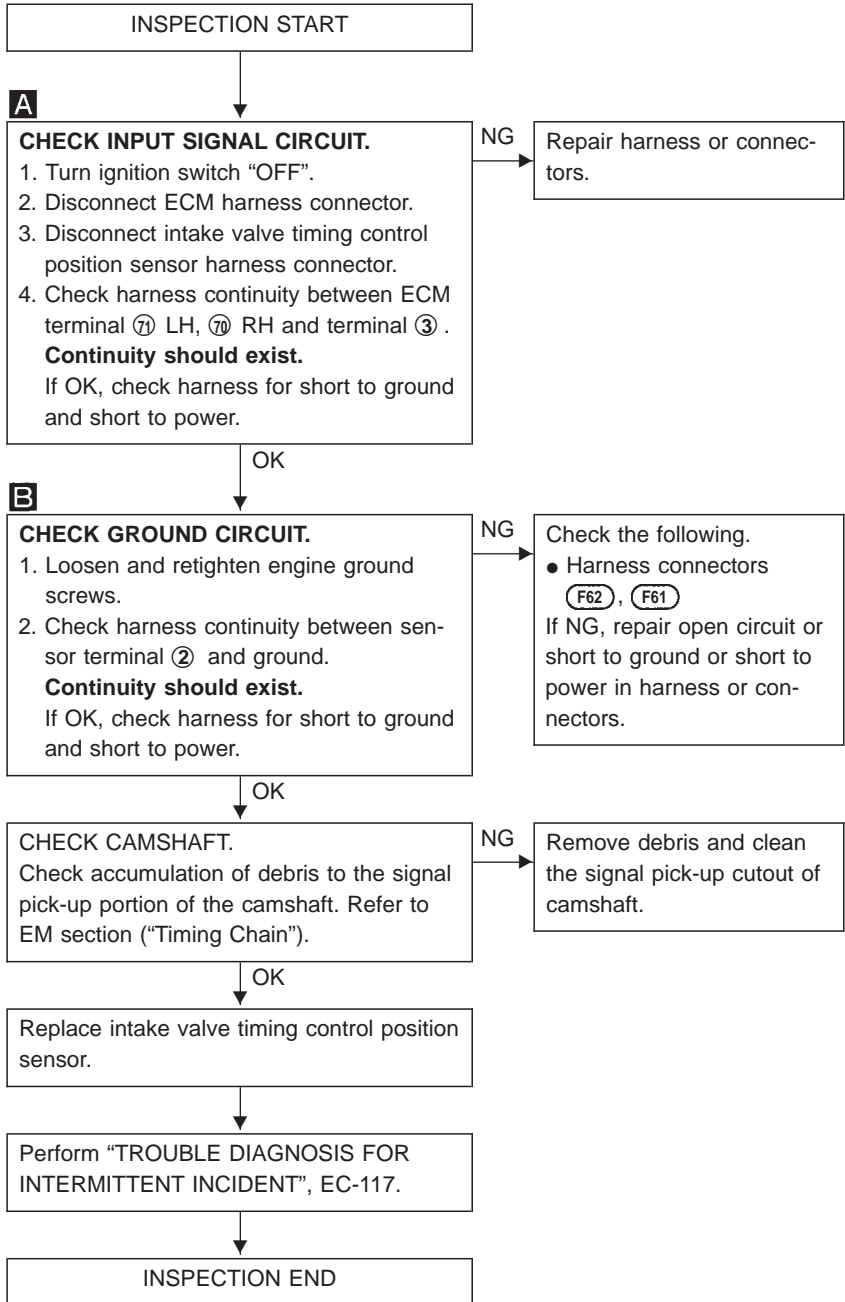 INSPECTION START
A
CHECK INPUT SIGNAL CIRCUIT.
1. Turn ignition switch “OFF”.
2. Disconnect ECM harness connector.
3. Disconnect intake valve timing control
position sensor harness connector.
4. Check harness continuity between ECM
terminal 71 LH, 70 RH and terminal 3 .
Continuity should exist.
If OK, check harness for short to ground
and short to power.
NG
Repair harness or connec-
tors.
OK
B
CHECK GROUND CIRCUIT.
1. Loosen and retighten engine ground
screws.
2. Check harness continuity between sen-
sor terminal 2 and ground.
Continuity should exist.
If OK, check harness for short to ground
and short to power.
NG
Check the following.
● Harness connectors
F62 , F61
If NG, repair open circuit or
short to ground or short to
power in harness or con-
nectors.
OK
CHECK CAMSHAFT.
Check accumulation of debris to the signal
pick-up portion of the camshaft. Refer to
EM section (“Timing Chain”).
NG
Remove debris and clean
the signal pick-up cutout of
camshaft.
OK
Replace intake valve timing control position
sensor.
Perform “TROUBLE DIAGNOSIS FOR
INTERMITTENT INCIDENT”, EC-117.
INSPECTION END